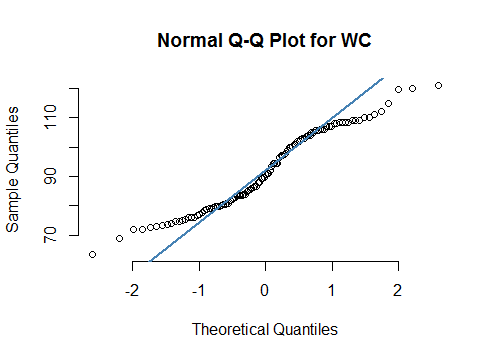 Normal Q-Q Plot for WC
Sample Quantiles
110
90
70
-2
-1
0
1
2
Theoretical Quantiles